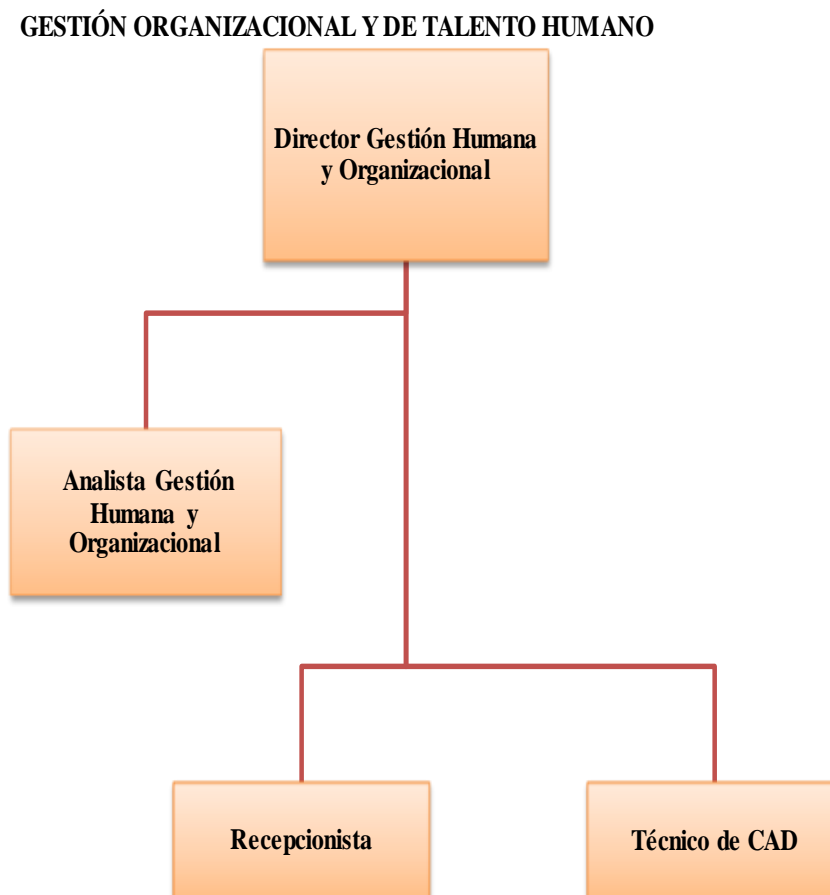 GESTIÓN ORGANIZACIONAL Y DE TALENTO HUMANO
Director Gestión Humana
y Organizacional
Analista Gestión
Humana y
Organizacional
Recepcionista
Técnico de CAD